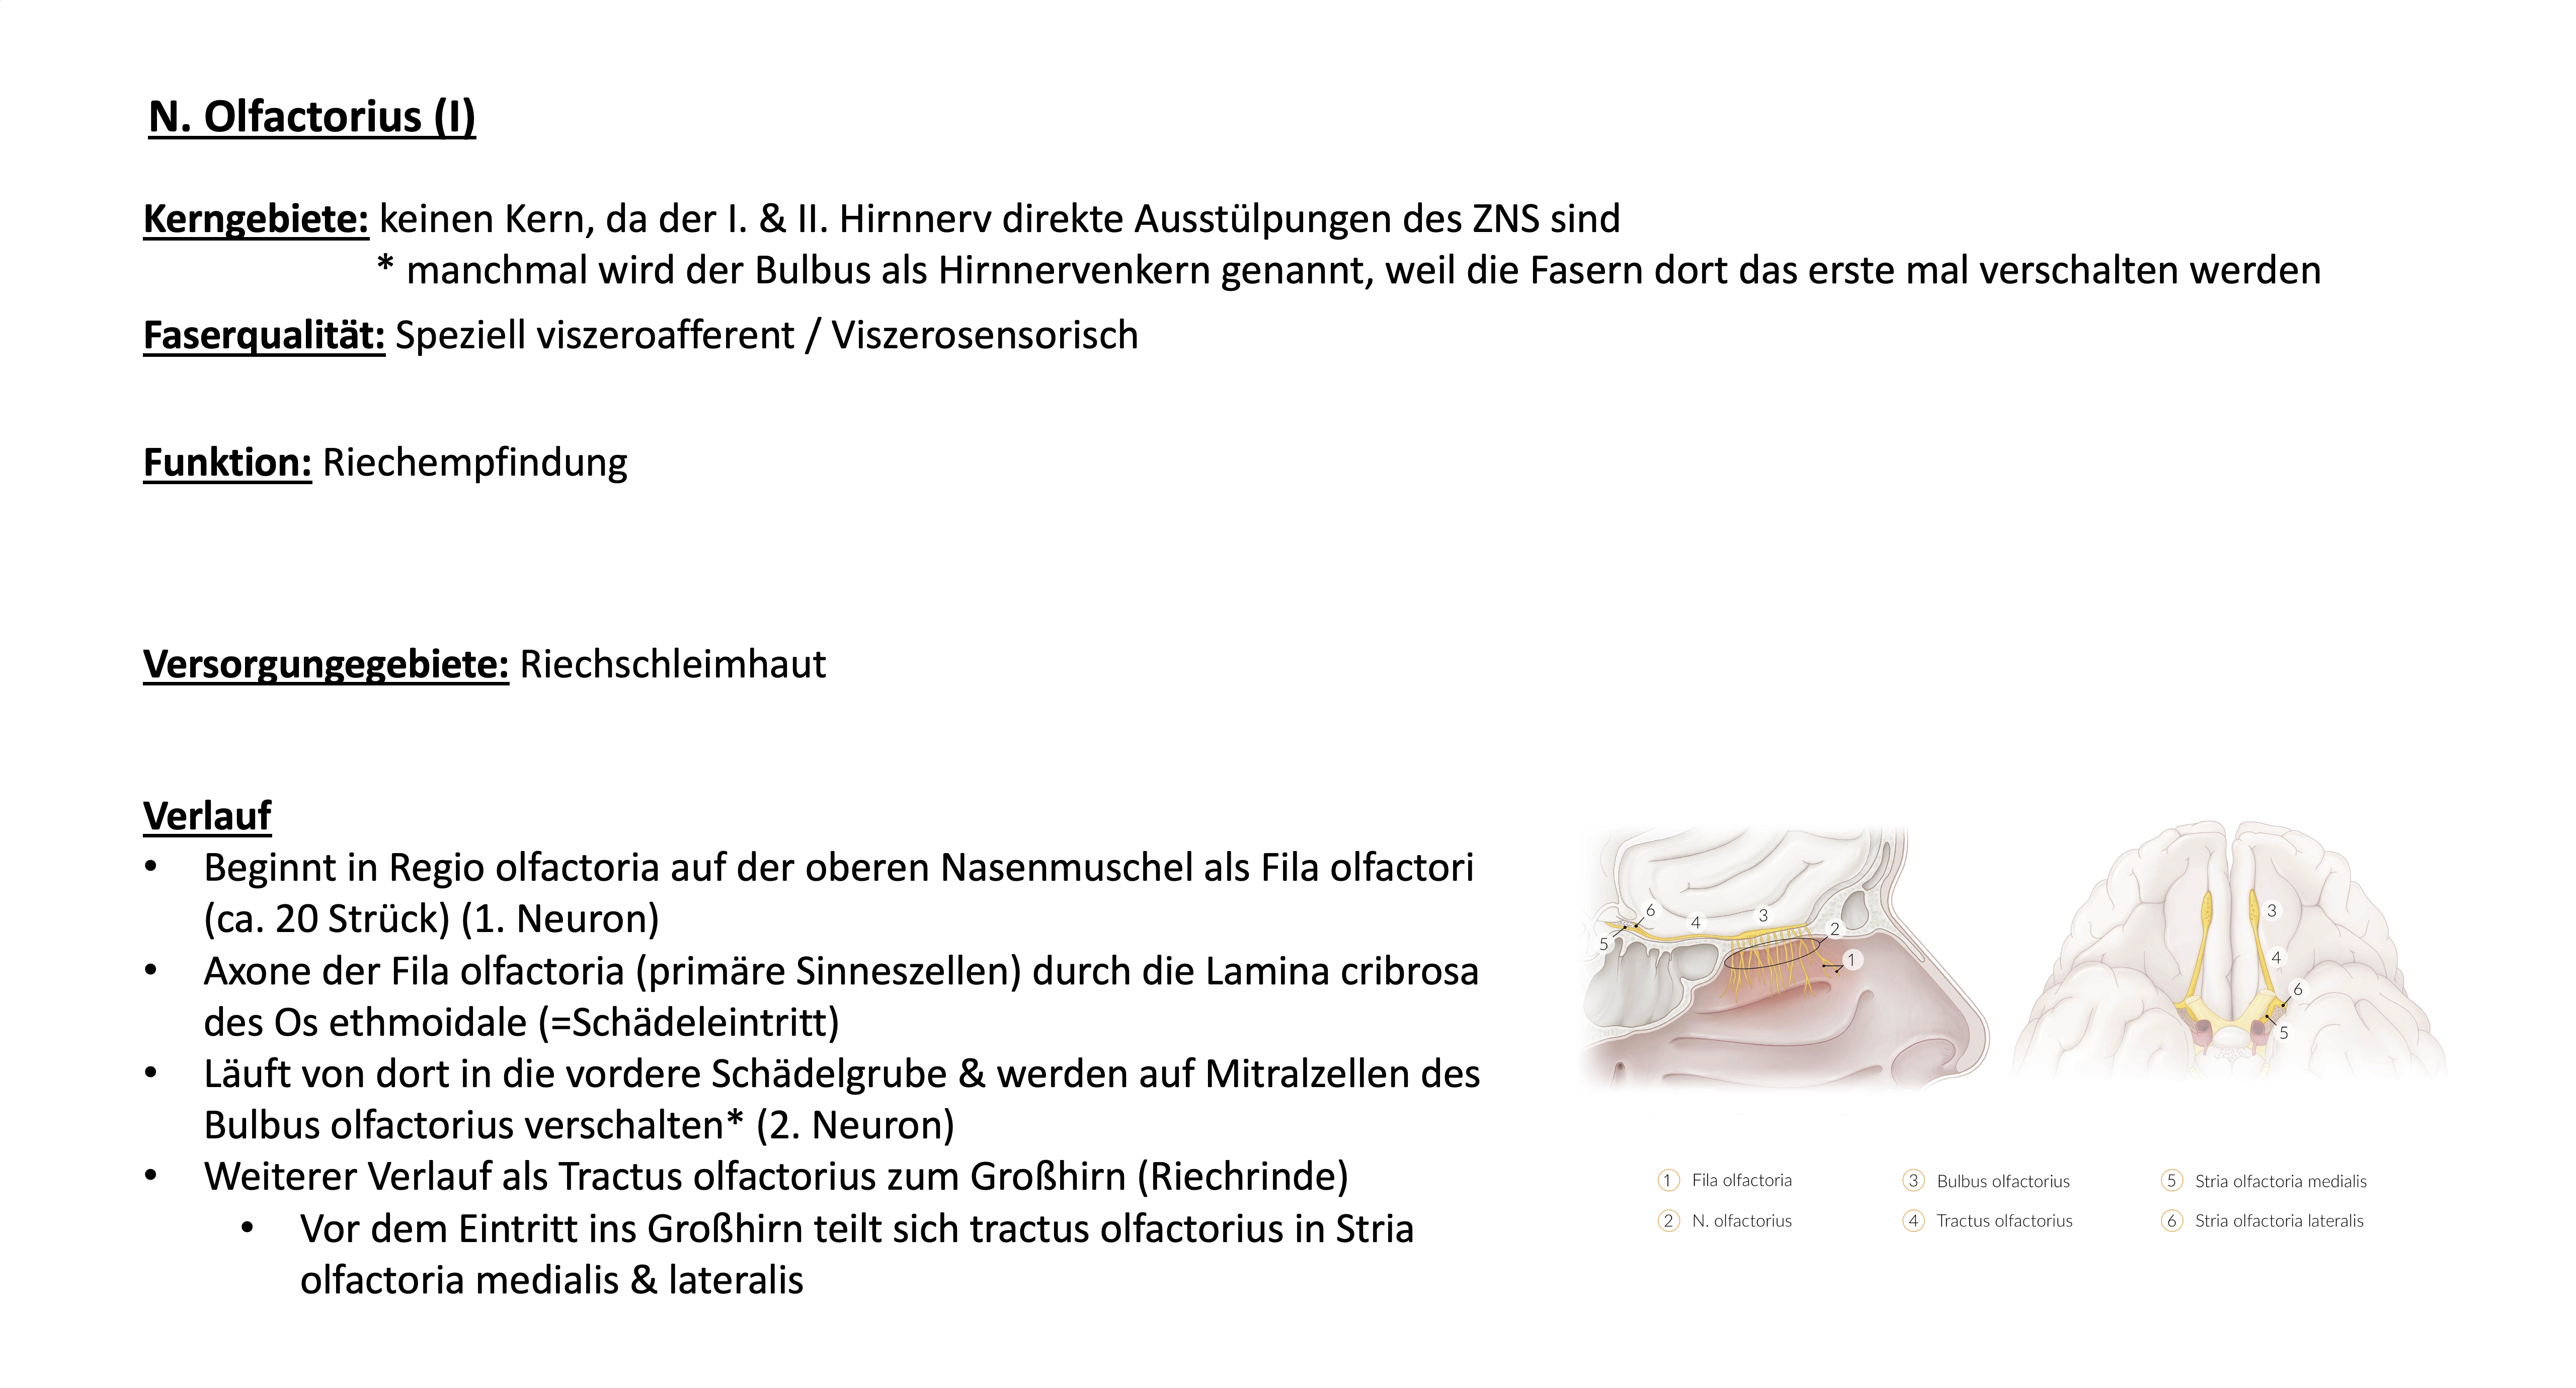 N. Olfactorius (I)
Kerngebiete: keinen Kern, da der I. & II. Hirnnerv direkte Ausstülpungen des ZNS sind
* manchmal wird der Bulbus als Hirnnervenkern genannt, weil die Fasern dort das erste mal verschalten werden
Faserqualität: Speziell viszeroafferent / Viszerosensorisch
Funktion: Riechempfindung
Versorgungegebiete: Riechschleimhaut
Verlauf
• Beginnt in Regio olfactoria auf der oberen Nasenmuschel als Fila olfactori
(ca. 20 Strück) (1. Neuron)
• Axone der Fila olfactoria (primäre Sinneszellen) durch die Lamina cribrosa
des Os ethmoidale (=Schädeleintritt)
• Läuft von dort in die vordere Schädelgrube & werden auf Mitralzellen des
Bulbus olfactorius verschalten* (2. Neuron)
• Weiterer Verlauf als Tractus olfactorius zum Großhirn (Riechrinde)
• Vor dem Eintritt ins Großhirn teilt sich tractus olfactorius in Stria
olfactoria medialis & lateralis
6
4
3
2
5
1
3
4
6
5
1 Fila olfactoria
3 Bulbus olfactorius
5 Stria olfactoria medialis
2 N. olfactorius
4 Tractus olfactorius
6 Stria olfactoria lateralis